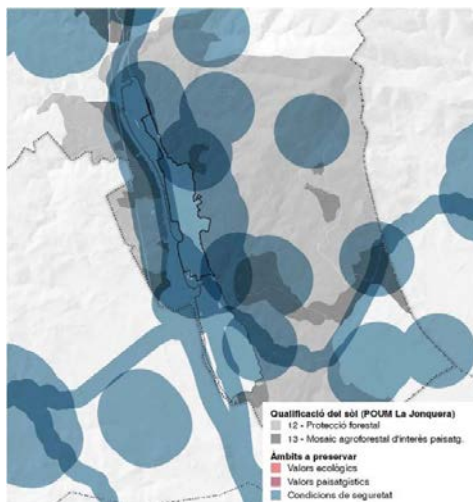 Qualificació del sòl (POUM La Jonquera)
12 - Protecció forestal
13 - Mosaic agroforestal d'interés paisatg.
Àmbits a preservar
Valors ecològics
Valors paisatgístics
Condicions de seguretat